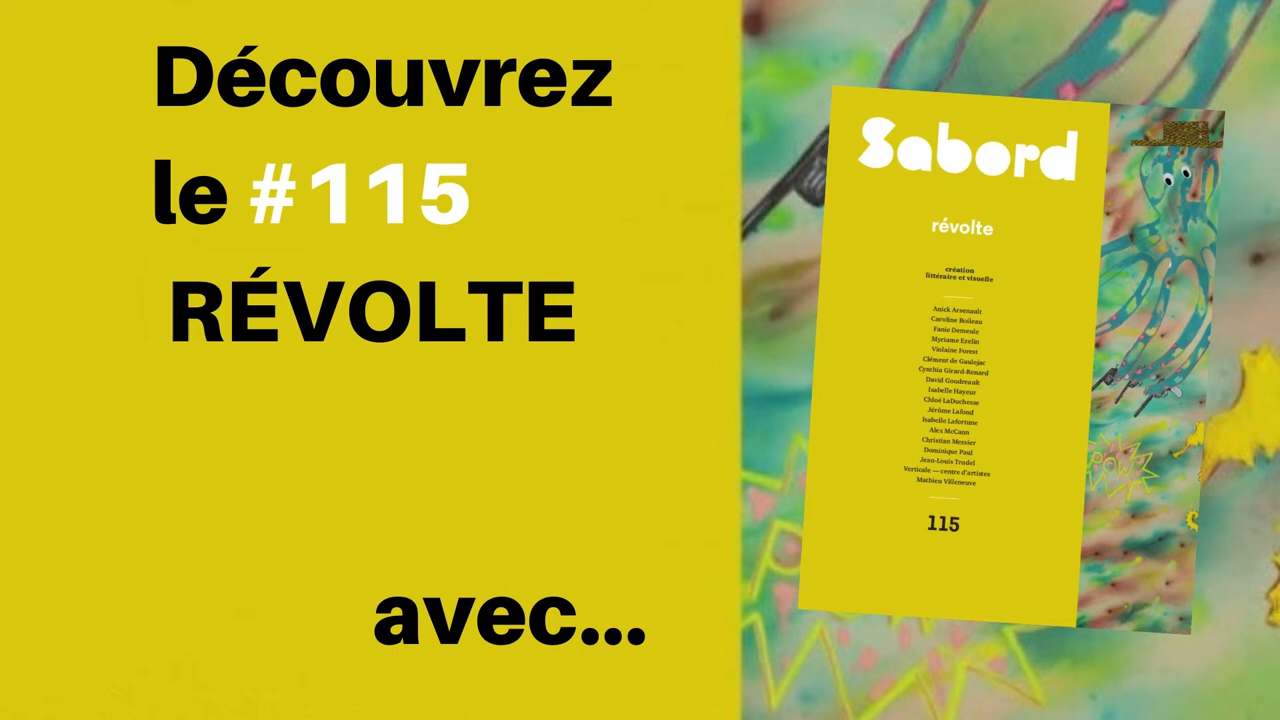 Découvrez
le #115
RÉVOLTE
avec...
Sabord
révolte
création
littéraire et visuelle
Anick Arsenault
Caroline Boileau
Fanie Demeule
Myriame Ezelin
Violaine Forest
Clément de Gaulejac
Cynthia Girard-Renard
David Goudreault
Isabelle Hayeur
Chloé LaDuchesse
Jérôme Lafond
Isabelle Lafortune
Alex McCann
Christian Messier
Dominique Paul
Jean-Louis Trudel
Verticale — centre d'artistes
Mathieu Villeneuve
115
POW